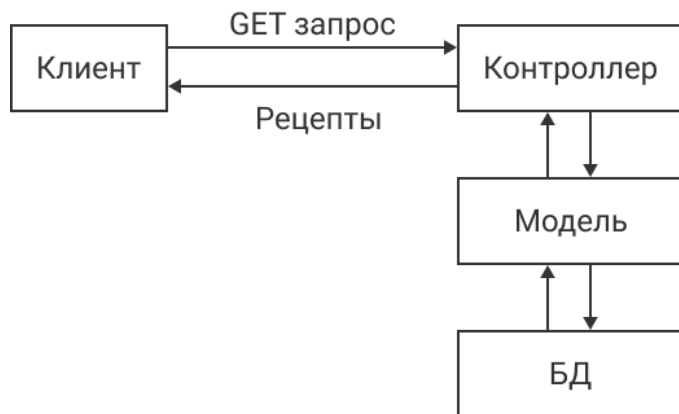 GET запрос
Клиент
Контроллер
Рецепты
Модель
БД